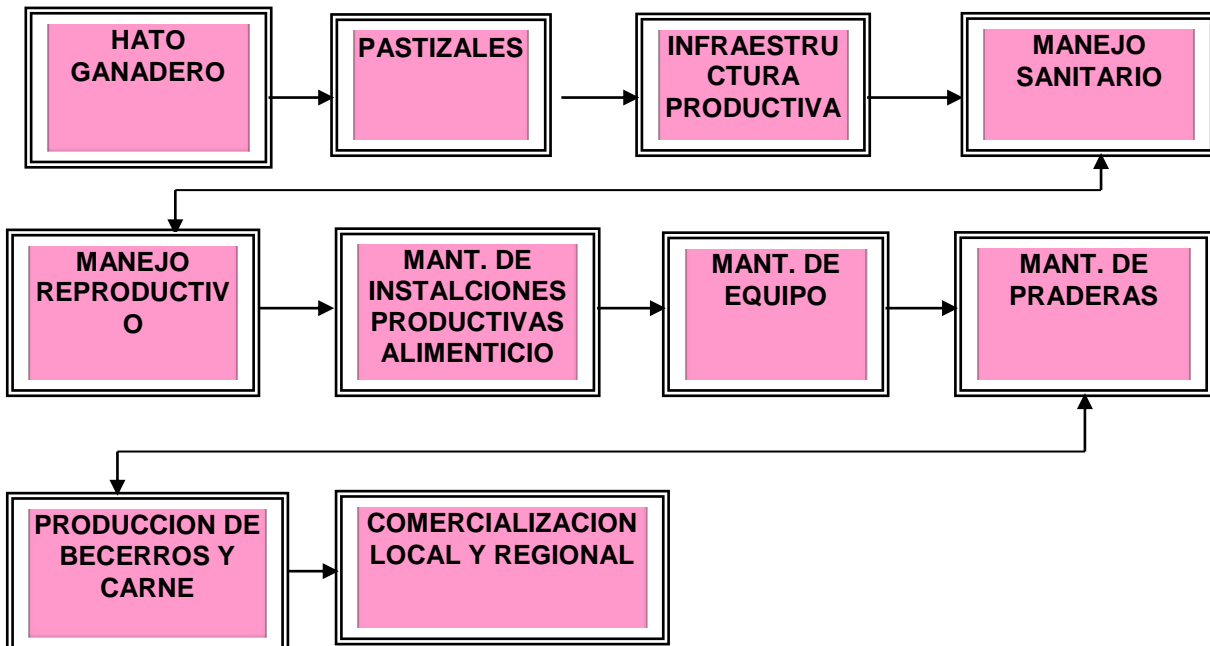 HATO
GANADERO
PASTIZALES
INFRAESTRU
CTURA
PRODUCTIVA
MANEJO
SANITARIO
MANEJO
REPRODUCTIV
O
MANT. DE
INSTALCIONES
PRODUCTIVAS
ALIMENTICIO
MANT. DE
EQUIPO
MANT. DE
PRADERAS
PRODUCCION DE
BECERROS Y
CARNE
COMERCIALIZACION
LOCAL Y REGIONAL